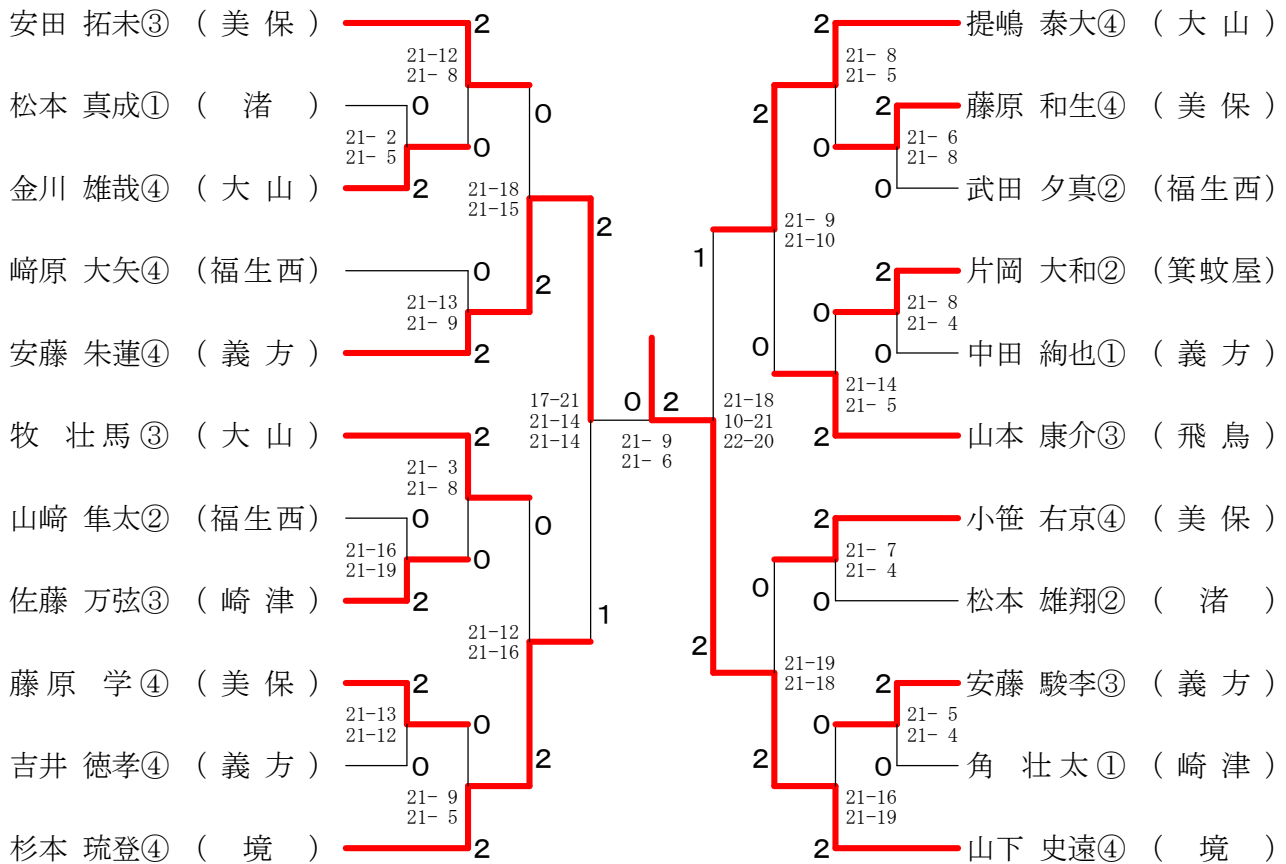 安田 拓未③ ( 美 保 ) 2
21-12
21- 8
松本 真成① ( 渚 ) 0
0
21- 2
21- 5
0
金川 雄哉④ ( 大 山 ) 2
21-18
21-15
2
﨑原 大矢④ (福生西) 0
2
21-13
21- 9
安藤 朱蓮④ ( 義 方 ) 2
17-21
21-14
21-14
0
牧 壮馬③ ( 大 山 ) 2
21- 3
21- 8
山﨑 隼太② (福生西) 0
0
21-16
21-19
0
佐藤 万弦③ ( 崎 津 ) 2
1
21-12
21-16
藤原 学④ ( 美 保 ) 2
21-13
21-12
0
吉井 徳孝④ ( 義 方 ) 0
2
21- 9
21- 5
杉本 琉登④ ( 境 ) 2
21- 9
21- 6
2 提嶋 泰大④ ( 大 山 )
21- 8
21- 5
2 藤原 和生④ ( 美 保 )
2
0
21- 6
21- 8
0 武田 夕真② (福生西)
21- 9
21-10
1
2 片岡 大和② (箕蚊屋)
0
21- 8
21- 4
0
0 中田 絢也① ( 義 方 )
21-14
21- 5
2
21-18
10-21
22-20
2 山本 康介③ ( 飛 鳥 )
2 小笹 右京④ ( 美 保 )
21- 7
21- 4
0
0 松本 雄翔② ( 渚 )
2
21-19
21-18
2 安藤 駿李③ ( 義 方 )
0
21- 5
21- 4
2
0 角 壮太① ( 崎 津 )
21-16
21-19
2 山下 史遠④ ( 境 )